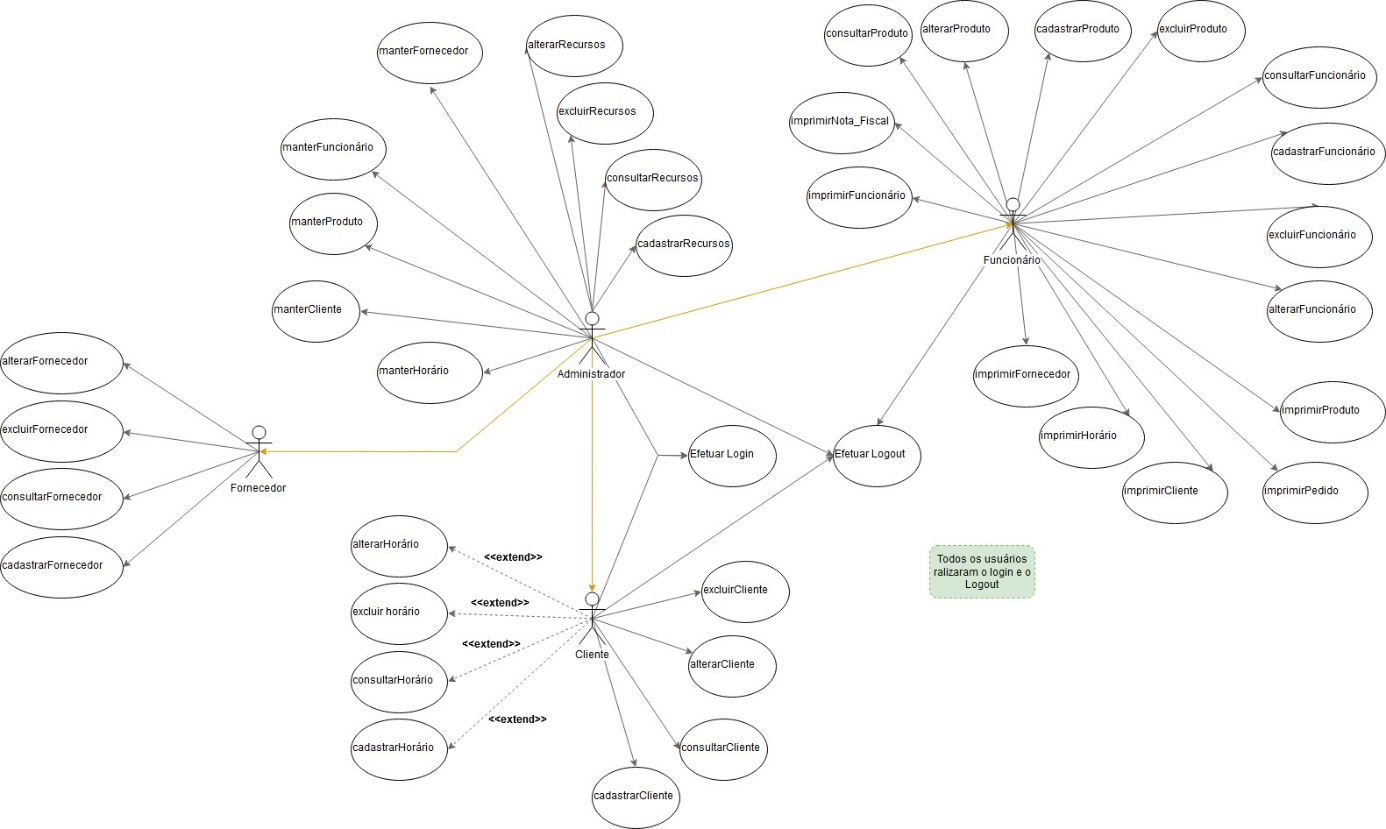 manterFornecedor
alterarRecursos
excluirRecursos
consultarRecursos
cadastrarRecursos
manterFuncionário
manterProduto
manterCliente
manterHorário
Administrador
consultarProduto
alterarProduto
cadastrarProduto
excluirProduto
consultarFuncionário
cadastrarFuncionário
excluirFuncionário
alterarFuncionário
imprimirNota_Fiscal
imprimirFuncionário
Funcionário
imprimirFornecedor
imprimirHorário
imprimirCliente
imprimirPedido
imprimirProduto
alterarFornecedor
excluirFornecedor
consultarFornecedor
cadastrarFornecedor
Fornecedor
Efetuar Login
Efetuar Logout
alterarHorário
excluir horário
consultarHorário
cadastrarHorário
<<extend>>
<<extend>>
<<extend>>
<<extend>>
Cliente
excluirCliente
alterarCliente
consultarCliente
cadastrarCliente
Todos os usuários
ralizaram o login e o
Logout